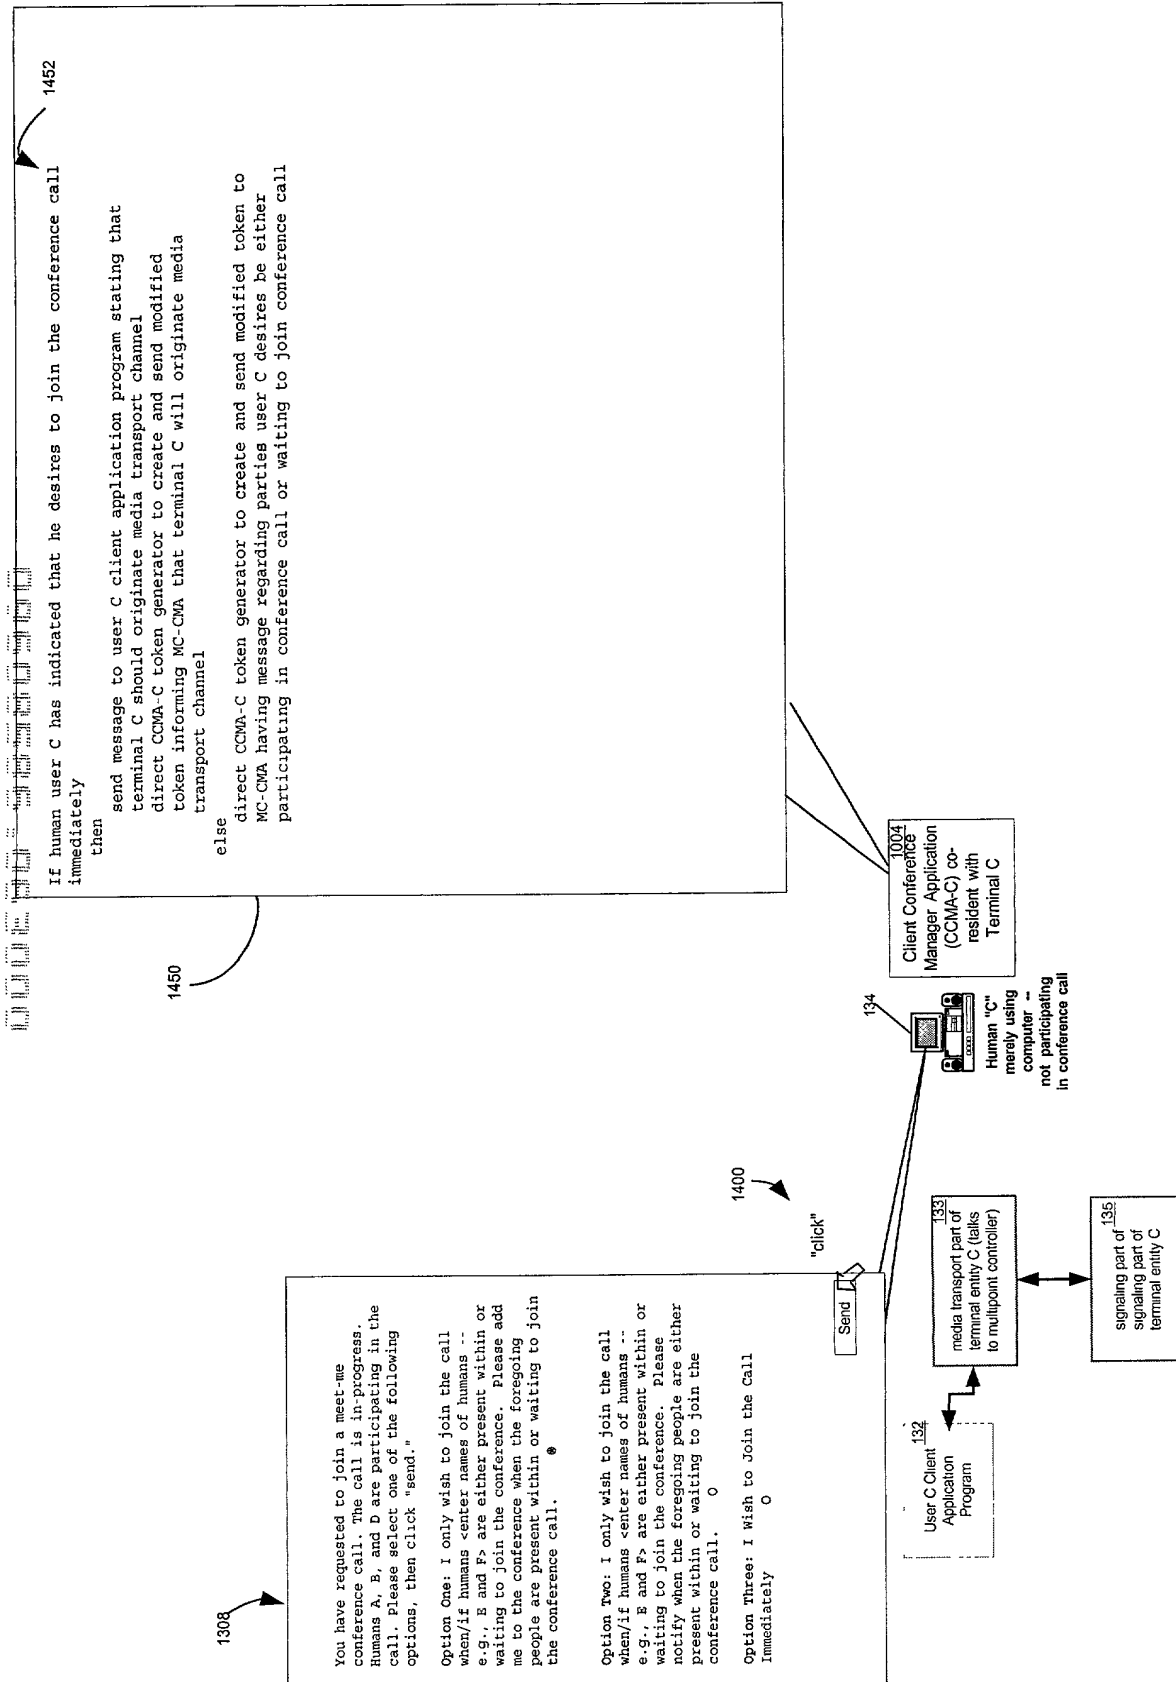 1452
If human user C has indicated that he desires to join the conference call
immediately
then
send message to user C client application program stating that
terminal C should originate media transport channel
direct CCMA-C token generator to create and send modified
token informing MC-CMA that terminal C will originate media
transport channel
else
direct CCMA-C token generator to create and send modified token to
MC-CMA having message regarding parties user C desires be either
participating in conference call or waiting to join conference call
1450
1308
You have requested to join a meet-me
conference call. The call is in-progress.
Humans A, B, and D are participating in the
call. Please select one of the following
options, then click "send."
Option One: I only wish to join the call
when/if humans <enter names of humans --
e.g., E and F> are either present within or
waiting to join the conference. Please add
me to the conference when the foregoing
people are present within or waiting to join
the conference call.
Option Two: I only wish to join the call
when/if humans <enter names of humans --
e.g., E and F> are either present within or
waiting to join the conference. Please
notify when the foregoing people are either
present within or waiting to join the
conference call. O
Option Three: I Wish to Join the Call
Immediately O
Send
"click"
1400
134
Human "C"
merely using
computer --
not participating
in conference call
1004
Client Conference
Manager Application
(CCMA-C) co-
resident with
Terminal C
132
User C Client
Application
Program
133
media transport part of
terminal entity C (talks
to multipoint controller)
135
signaling part of
signaling part of
terminal entity C